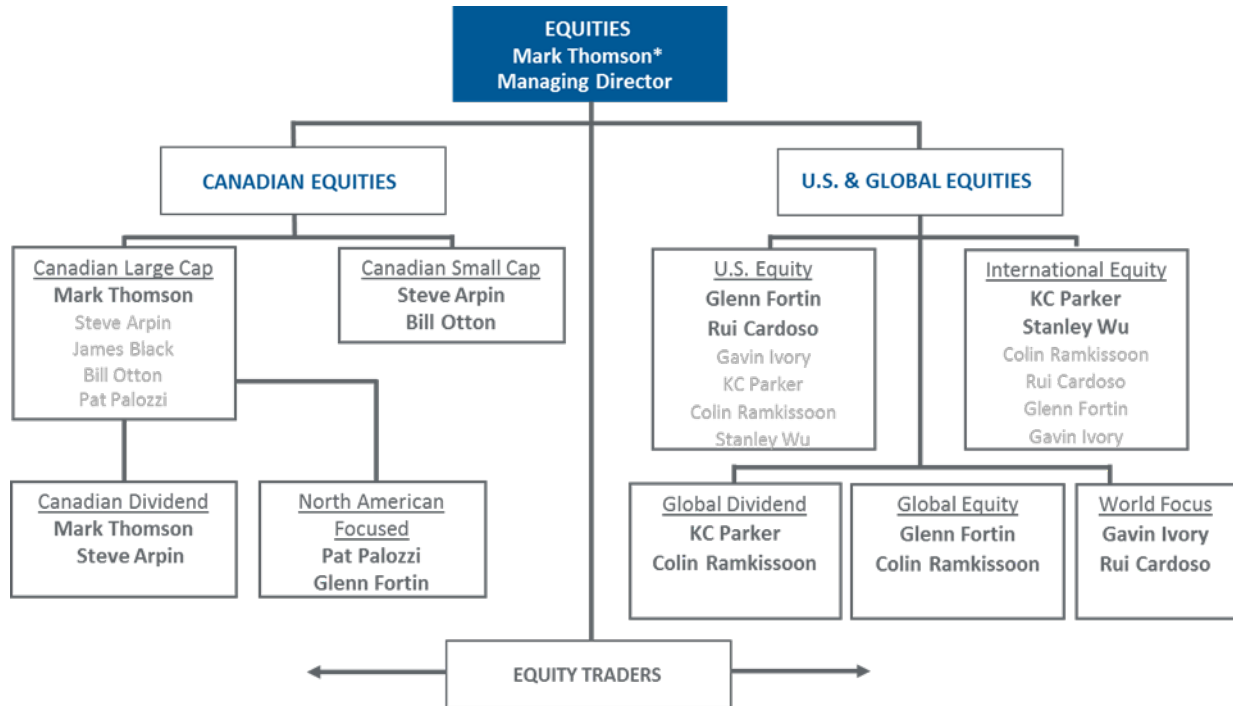 EQUITIES
Mark Thomson*
Managing Director
CANADIAN EQUITIES
U.S. & GLOBAL EQUITIES
Canadian Large Cap
Mark Thomson
Steve Arpin
James Black
Bill Otton
Pat Palozzi
Canadian Small Cap
Steve Arpin
Bill Otton
U.S. Equity
Glenn Fortin
Rui Cardoso
Gavin Ivory
KC Parker
Colin Ramkissoon
Stanley Wu
International Equity
KC Parker
Stanley Wu
Colin Ramkissoon
Rui Cardoso
Glenn Fortin
Gavin Ivory
Canadian Dividend
Mark Thomson
Steve Arpin
North American
Focused
Pat Palozzi
Glenn Fortin
Global Dividend
KC Parker
Colin Ramkissoon
Global Equity
Glenn Fortin
Colin Ramkissoon
World Focus
Gavin Ivory
Rui Cardoso
EQUITY TRADERS